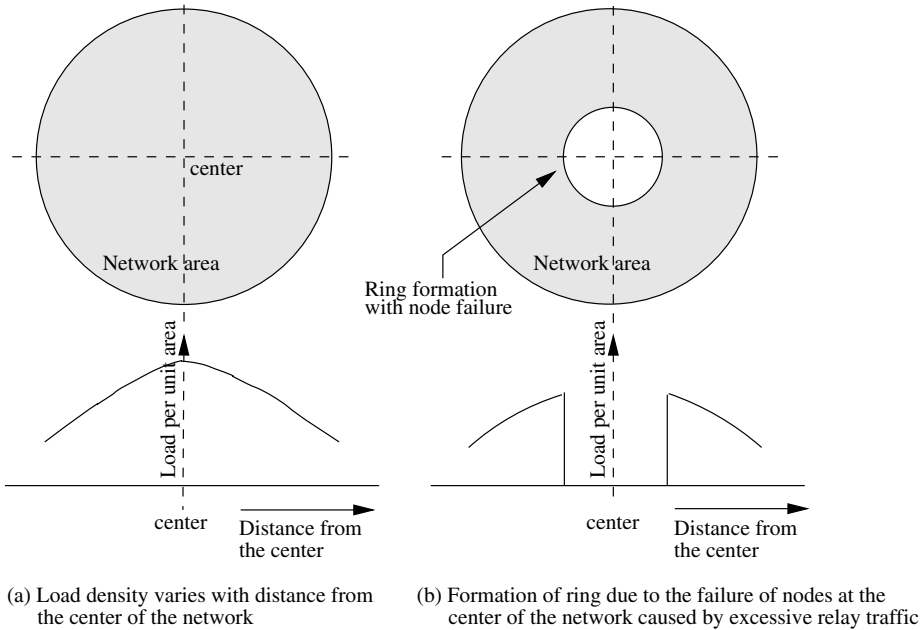 center
Network area
Load per unit area
center
Distance from
the center
(a) Load density varies with distance from
the center of the network
Network area
Ring formation
with node failure
Load per unit area
center
Distance from
the center
(b) Formation of ring due to the failure of nodes at the
center of the network caused by excessive relay traffic